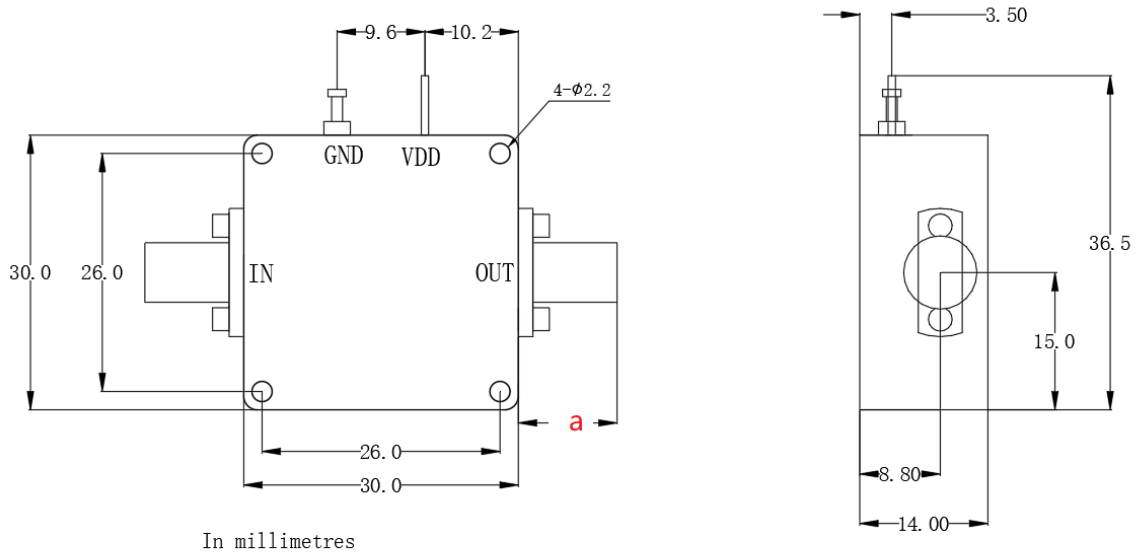 9.6
10.2
3.50
4-ϕ2.2
GND
VDD
30.0
26.0
IN
OUT
36.5
15.0
a
26.0
8.80
30.0
14.00
In millimetres